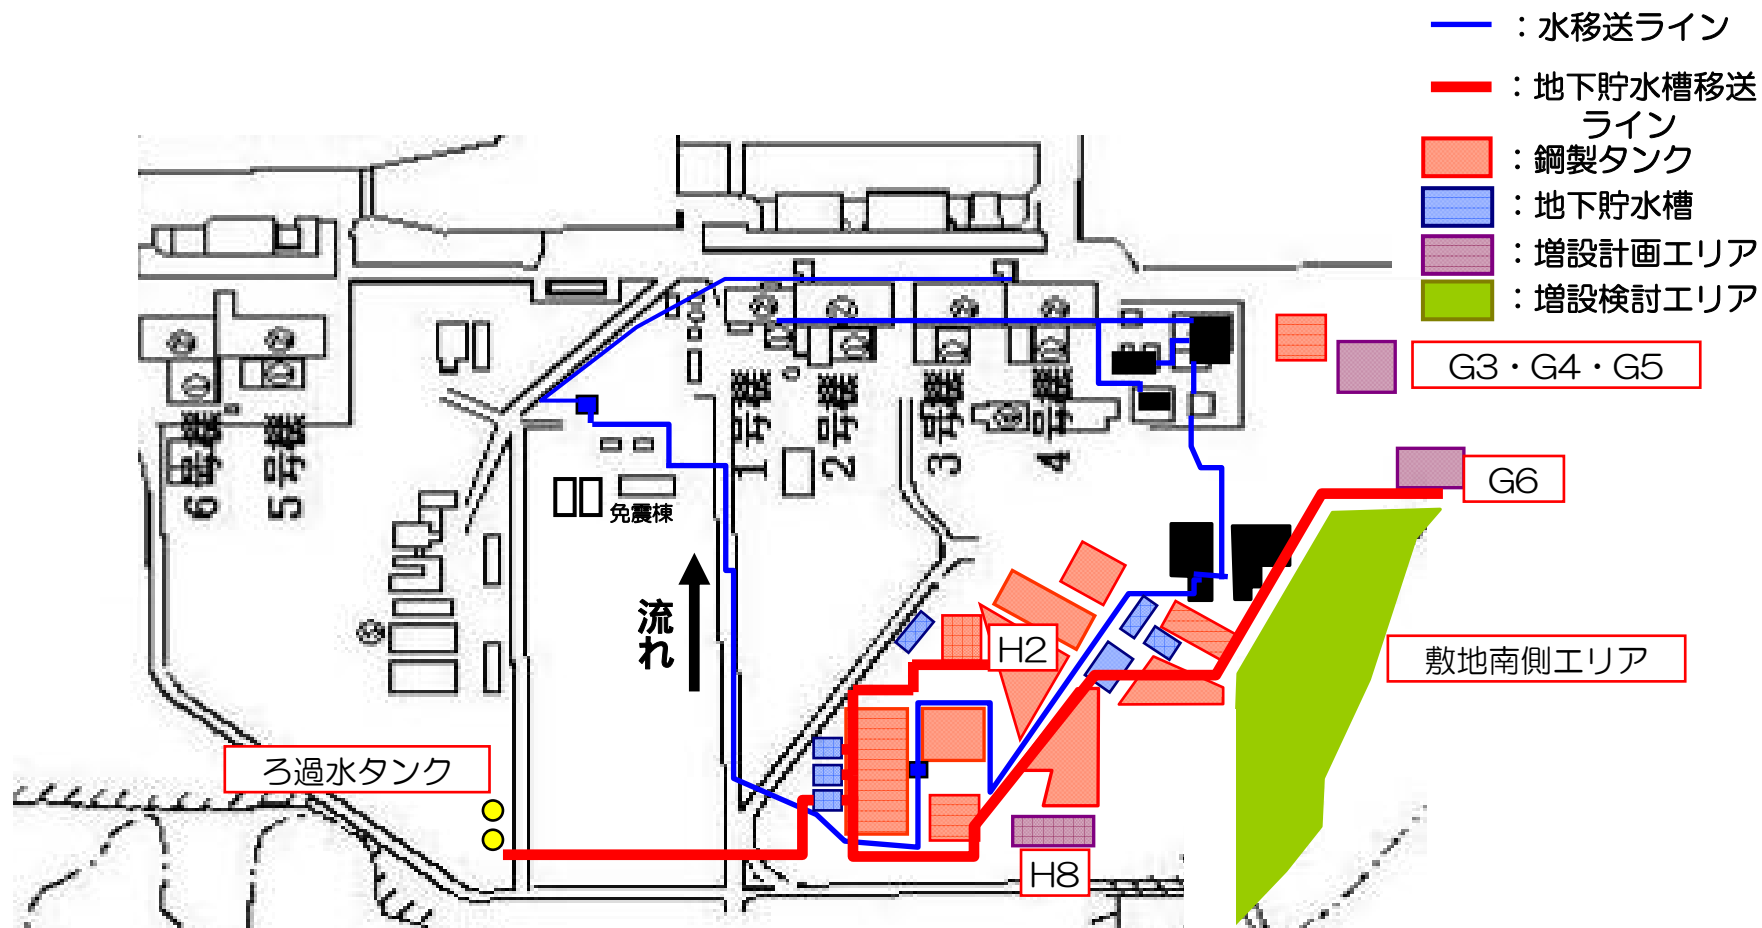 ：水移送ライン
：地下貯水槽移送
ライン
：鋼製タンク
：地下貯水槽
：増設計画エリア
：増設検討エリア
G3・G4・G5
G6
6号機
5号機
1号機
2号機
3号機
4号機
免震棟
流れ
H2
敷地南側エリア
ろ過水タンク
H8